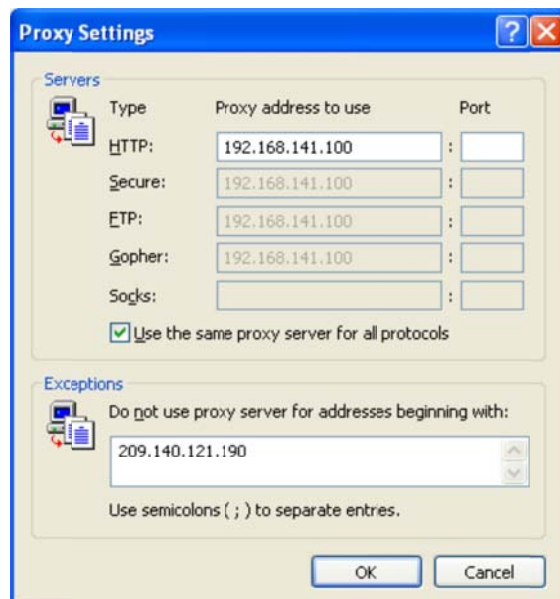 Proxy Settings
Servers
Type Proxy address to use Port
HTTP: 192.168.141.100 :
Secure: 192.168.141.100 :
FTP: 192.168.141.100 :
Gopher: 192.168.141.100 :
Socks: :
Use the same proxy server for all protocols
Exceptions
Do not use proxy server for addresses beginning with:
209.140.121.190
Use semicolons ( ; ) to separate entres.
OK Cancel